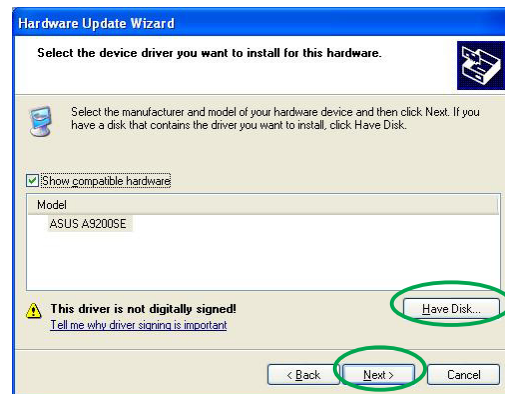 Hardware Update Wizard
Select the device driver you want to install for this hardware.
Select the manufacturer and model of your hardware device and then click Next. If you
have a disk that contains the driver you want to install, click Have Disk.
Show compatible hardware
Model
ASUS A9200SE
This driver is not digitally signed!
Tell me why driver signing is important
Have Disk...
< Back
Next >
Cancel